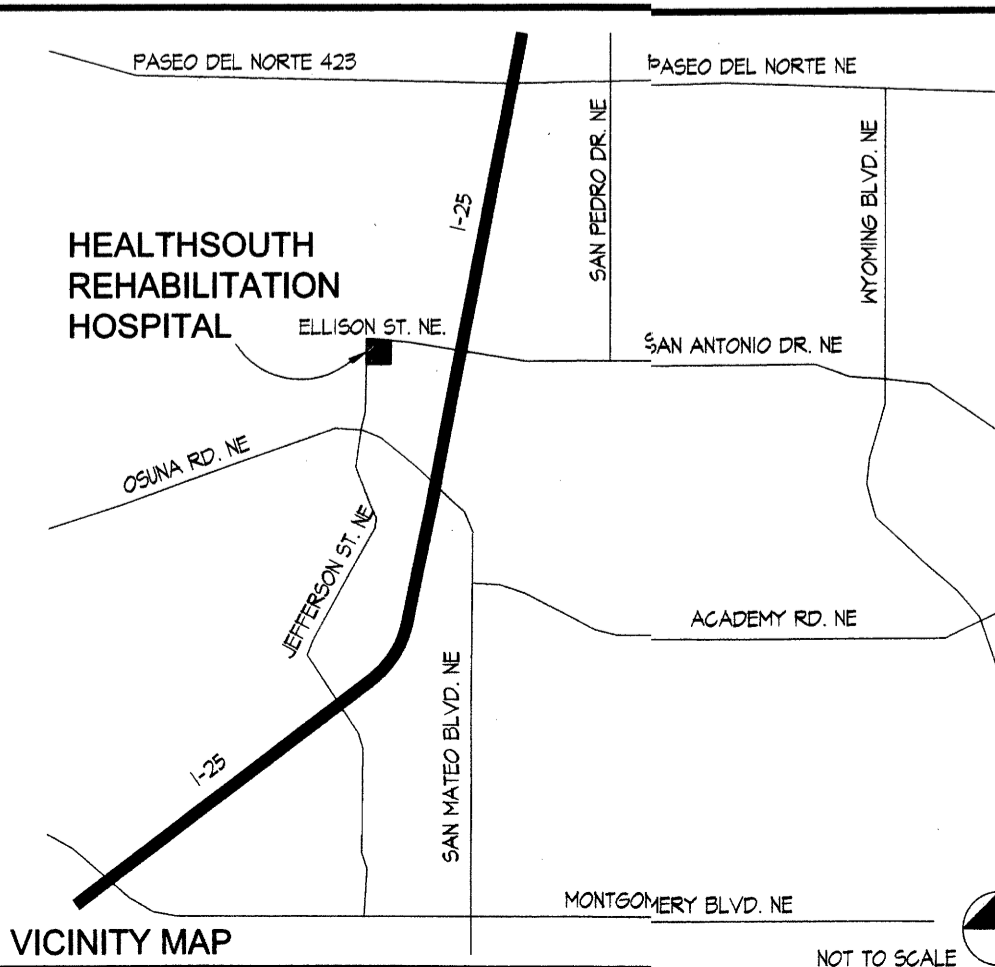 PASEO DEL NORTE 423
PASEO DEL NORTE NE
SAN PEDRO DR. NE
WYOMING BLVD. NE
I-25
HEALTHSOUTH
REHABILITATION
HOSPITAL
ELLISON ST. NE.
SAN ANTONIO DR. NE
OSUNA RD. NE
JEFFERSON ST. NE
ACADEMY RD. NE
SAN MATEO BLVD. NE
I-25
MONTGOMERY BLVD. NE
VICINITY MAP
NOT TO SCALE